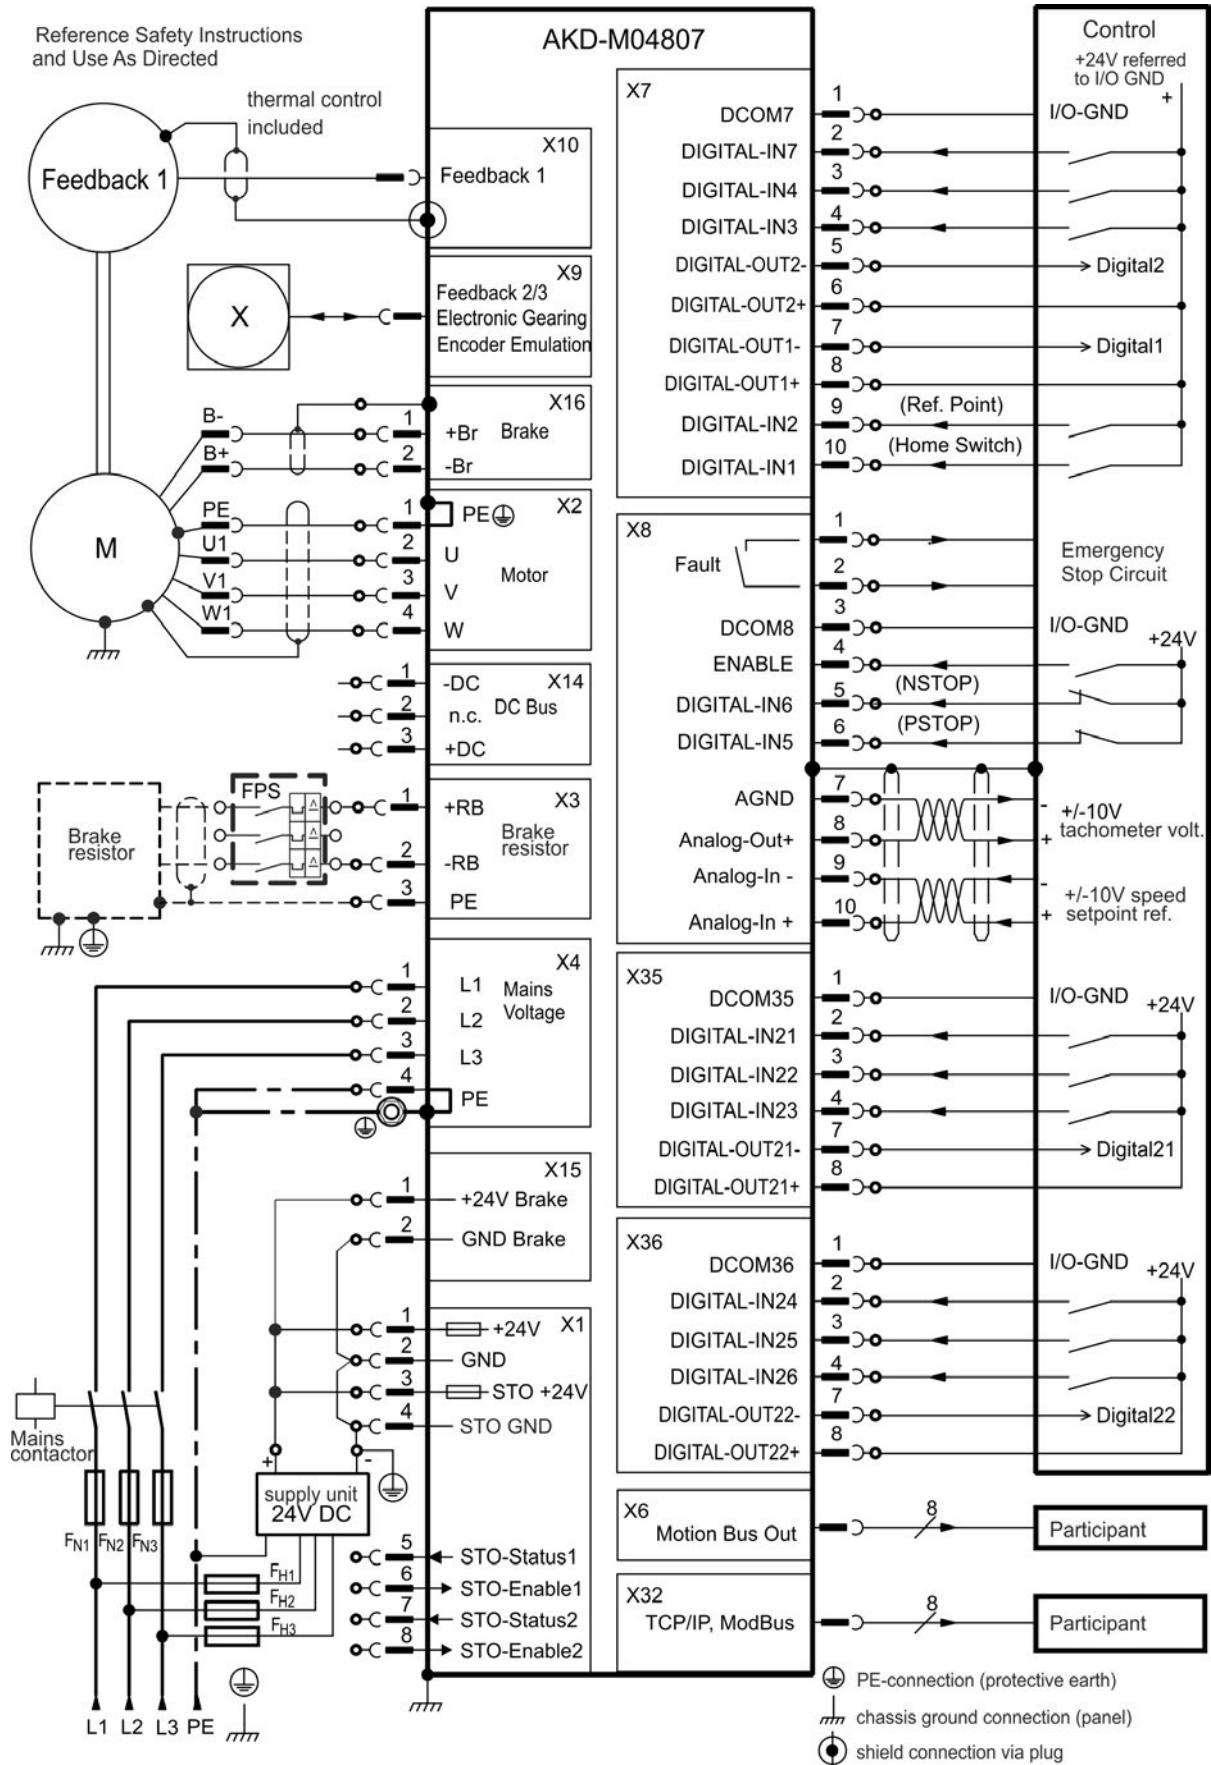 Reference Safety Instructions
and Use As Directed
AKD-M04807
Control
+24V referred
to I/O GND
+
thermal control
included
Feedback 1
X10
Feedback 1
X
X9
Feedback 2/3
Electronic Gearing
Encoder Emulation
B-
B+
1
2
X16
+Br Brake
-Br
M
PE
U1
V1
W1
1
2
3
4
X2
PE
U
V
W
Motor
1
2
3
X14
-DC
n.c.
+DC
DC Bus
Brake
resistor
FPS
1
2
3
X3
+RB
-RB
PE
Brake
resistor
1
2
3
4
X4
L1
L2
L3
PE
Mains
Voltage
1
2
X15
+24V Brake
GND Brake
1
2
3
4
X1
+24V
GND
STO +24V
STO GND
+
-
supply unit
24V DC
Mains
contactor
FN1 FN2 FN3
FH1
FH2
FH3
5
6
7
8
STO-Status1
STO-Enable1
STO-Status2
STO-Enable2
L1 L2 L3 PE
X7
DCOM7 1 I/O-GND
DIGITAL-IN7 2
DIGITAL-IN4 3
DIGITAL-IN3 4
DIGITAL-OUT2- 5 Digital2
DIGITAL-OUT2+ 6
DIGITAL-OUT1- 7 Digital1
DIGITAL-OUT1+ 8
DIGITAL-IN2 9 (Ref. Point)
DIGITAL-IN1 10 (Home Switch)
X8
Fault
1
2
Emergency
Stop Circuit
DCOM8 3 I/O-GND
+24V
ENABLE 4
DIGITAL-IN6 5 (NSTOP)
DIGITAL-IN5 6 (PSTOP)
AGND 7 -
Analog-Out+ 8 +
+/-10V
tachometer volt.
Analog-In - 9 -
Analog-In + 10 +
+/-10V speed
setpoint ref.
X35
DCOM35 1 I/O-GND +24V
DIGITAL-IN21 2
DIGITAL-IN22 3
DIGITAL-IN23 4
DIGITAL-OUT21- 7 Digital21
DIGITAL-OUT21+ 8
X36
DCOM36 1 I/O-GND +24V
DIGITAL-IN24 2
DIGITAL-IN25 3
DIGITAL-IN26 4
DIGITAL-OUT22- 7 Digital22
DIGITAL-OUT22+ 8
X6
Motion Bus Out 8 Participant
X32
TCP/IP, ModBus 8 Participant
PE-connection (protective earth)
chassis ground connection (panel)
shield connection via plug